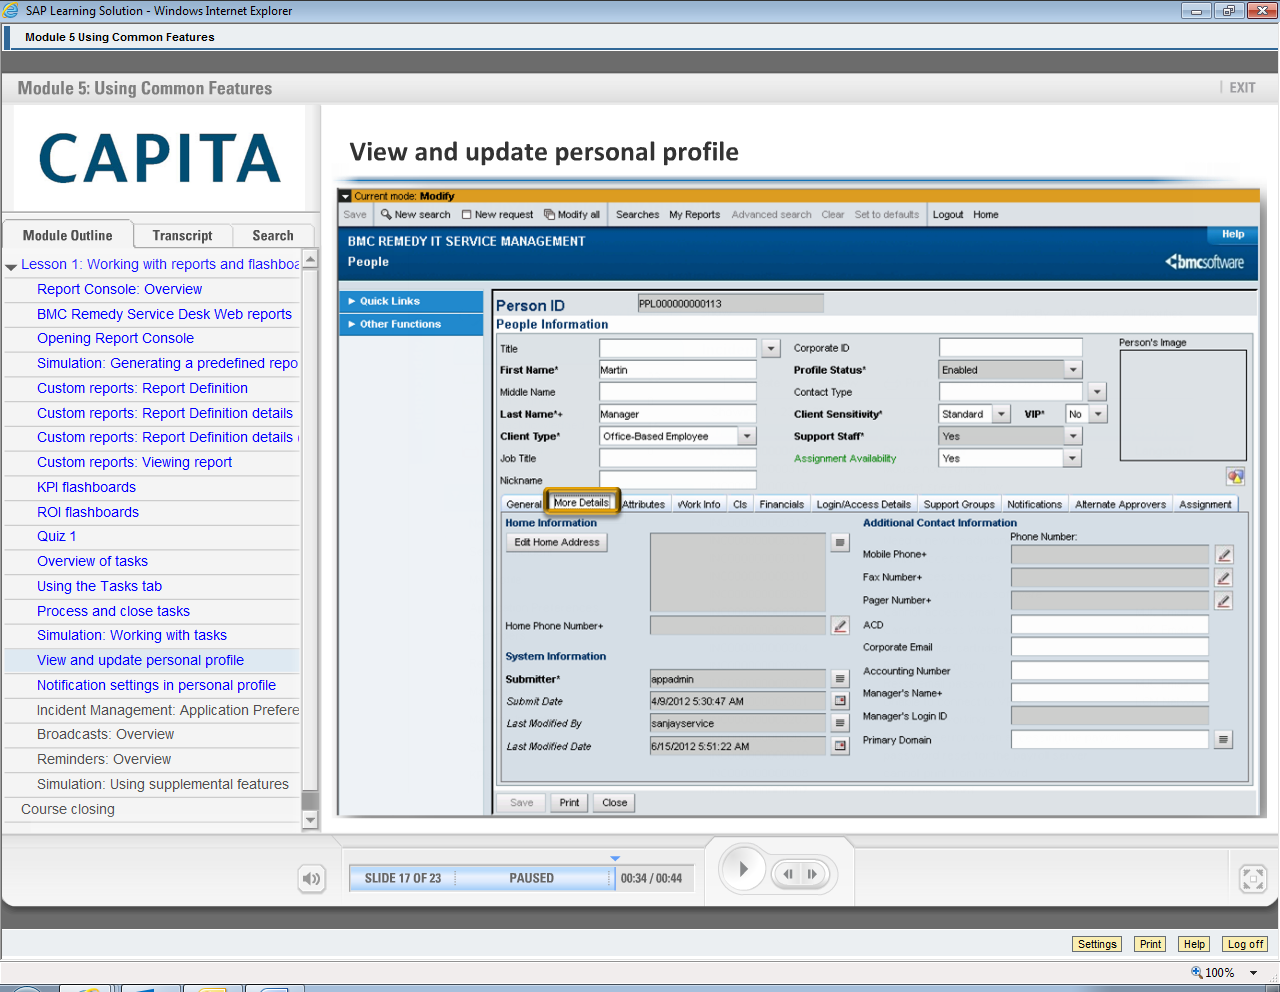 SAP Learning Solution - Windows Internet Explorer
Module 5 Using Common Features
Module 5: Using Common Features
EXIT
CAPITA
View and update personal profile
Module Outline
Transcript
Search
Lesson 1: Working with reports and flashboa
Report Console: Overview
BMC Remedy Service Desk Web reports
Opening Report Console
Simulation: Generating a predefined repo
Custom reports: Report Definition
Custom reports: Report Definition details
Custom reports: Report Definition details (
Custom reports: Viewing report
KPI flashboards
ROI flashboards
Quiz 1
Overview of tasks
Using the Tasks tab
Process and close tasks
Simulation: Working with tasks
View and update personal profile
Notification settings in personal profile
Incident Management: Application Prefere
Broadcasts: Overview
Reminders: Overview
Simulation: Using supplemental features
Course closing
Current mode: Modify
Save New search New request Modify all Searches My Reports Advanced search Clear Set to defaults Logout Home
Help
BMC REMEDY IT SERVICE MANAGEMENT
People
bmcsoftware
Quick Links
Other Functions
Person ID PPL000000000113
People Information
Title
First Name* Martin
Middle Name
Last Name*+ Manager
Client Type* Office-Based Employee
Job Title
Nickname
Corporate ID
Profile Status* Enabled
Contact Type
Client Sensitivity* Standard VIP* No
Support Staff* Yes
Assignment Availability Yes
Person's Image
General More Details Attributes Work Info CIs Financials Login/Access Details Support Groups Notifications Alternate Approvers Assignment
Home Information
Edit Home Address
Home Phone Number+
System Information
Submitter* appadmin
Submit Date 4/9/2012 5:30:47 AM
Last Modified By sanjayservice
Last Modified Date 6/15/2012 5:51:22 AM
Additional Contact Information
Phone Number:
Mobile Phone+
Fax Number+
Pager Number+
ACD
Corporate Email
Accounting Number
Manager's Name+
Manager's Login ID
Primary Domain
Save Print Close
SLIDE 17 OF 23 PAUSED 00:34 / 00:44
Settings Print Help Log off
100%